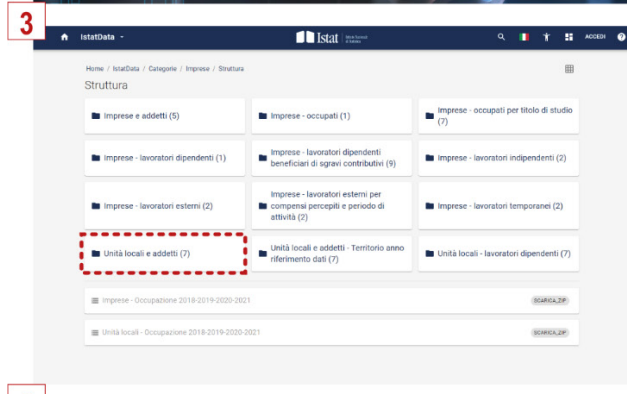 3
IstatData
Istat
ACCEDI
Home / IstatData / Categorie / Imprese / Struttura
Struttura
Imprese e addetti (5)
Imprese - occupati (1)
Imprese - occupati per titolo di studio
(7)
Imprese - lavoratori dipendenti (1)
Imprese - lavoratori dipendenti
beneficiari di sgravi contributivi (9)
Imprese - lavoratori indipendenti (2)
Imprese - lavoratori esterni (2)
Imprese - lavoratori esterni per
compensi percepiti e periodo di
attività (2)
Imprese - lavoratori temporanei (2)
Unità locali e addetti (7)
Unità locali e addetti - Territorio anno
riferimento dati (7)
Unità locali - lavoratori dipendenti (7)
Imprese - Occupazione 2018-2019-2020-2021
SCARICA_ZIP
Unità locali - Occupazione 2018-2019-2020-2021
SCARICA_ZIP